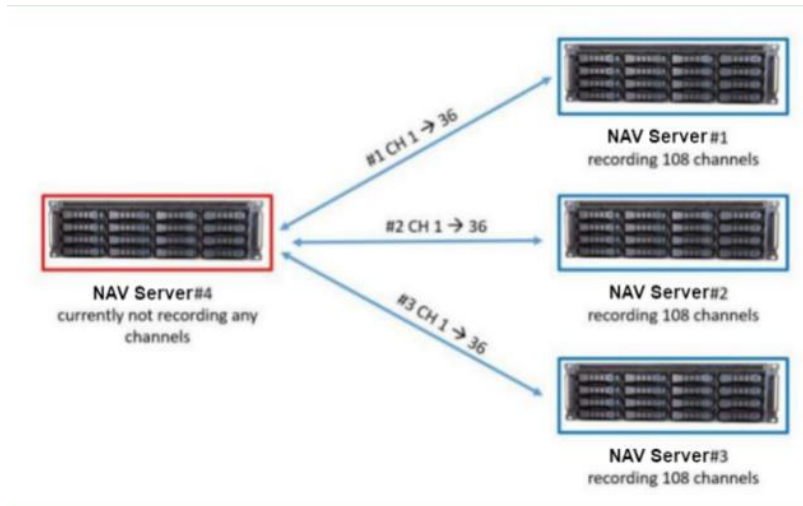 #1 CH 1 → 36
NAV Server#1
recording 108 channels
#2 CH 1 → 36
NAV Server#4
currently not recording any
channels
NAV Server#2
recording 108 channels
#3 CH 1 → 36
NAV Server#3
recording 108 channels